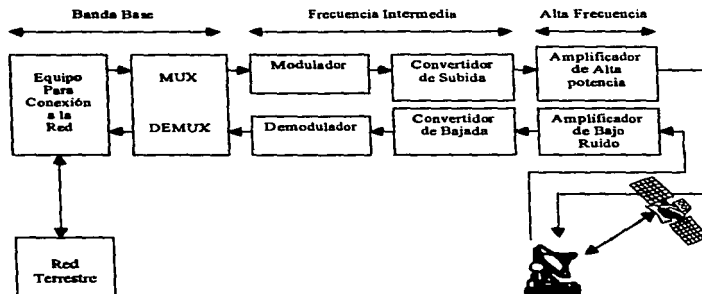 Banda Base
Frecuencia Intermedia
Alta Frecuencia
Equipo
Para
Conexión
a la
Red
MUX
DEMUX
Modulador
Convertidor
de Subida
Amplificador
de Alta
potencia
Demodulador
Convertidor
de Bajada
Amplificador
de Bajo
Ruido
Red
Terrestre